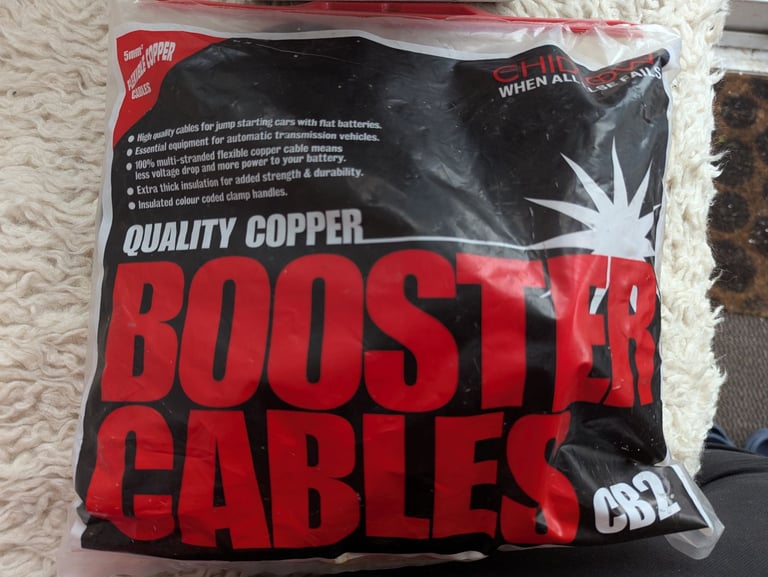 5mm²
FLEXIBLE COPPER
CABLES
WHEN ALL ELSE FAILS
High quality cables for jump starting cars with flat batteries.
Essential equipment for automatic transmission vehicles.
100% multi-stranded flexible copper cable means
less voltage drop and more power to your battery.
Extra thick insulation for added strength & durability.
Insulated colour coded clamp handles.
QUALITY COPPER
BOOSTER
CABLES
CB2